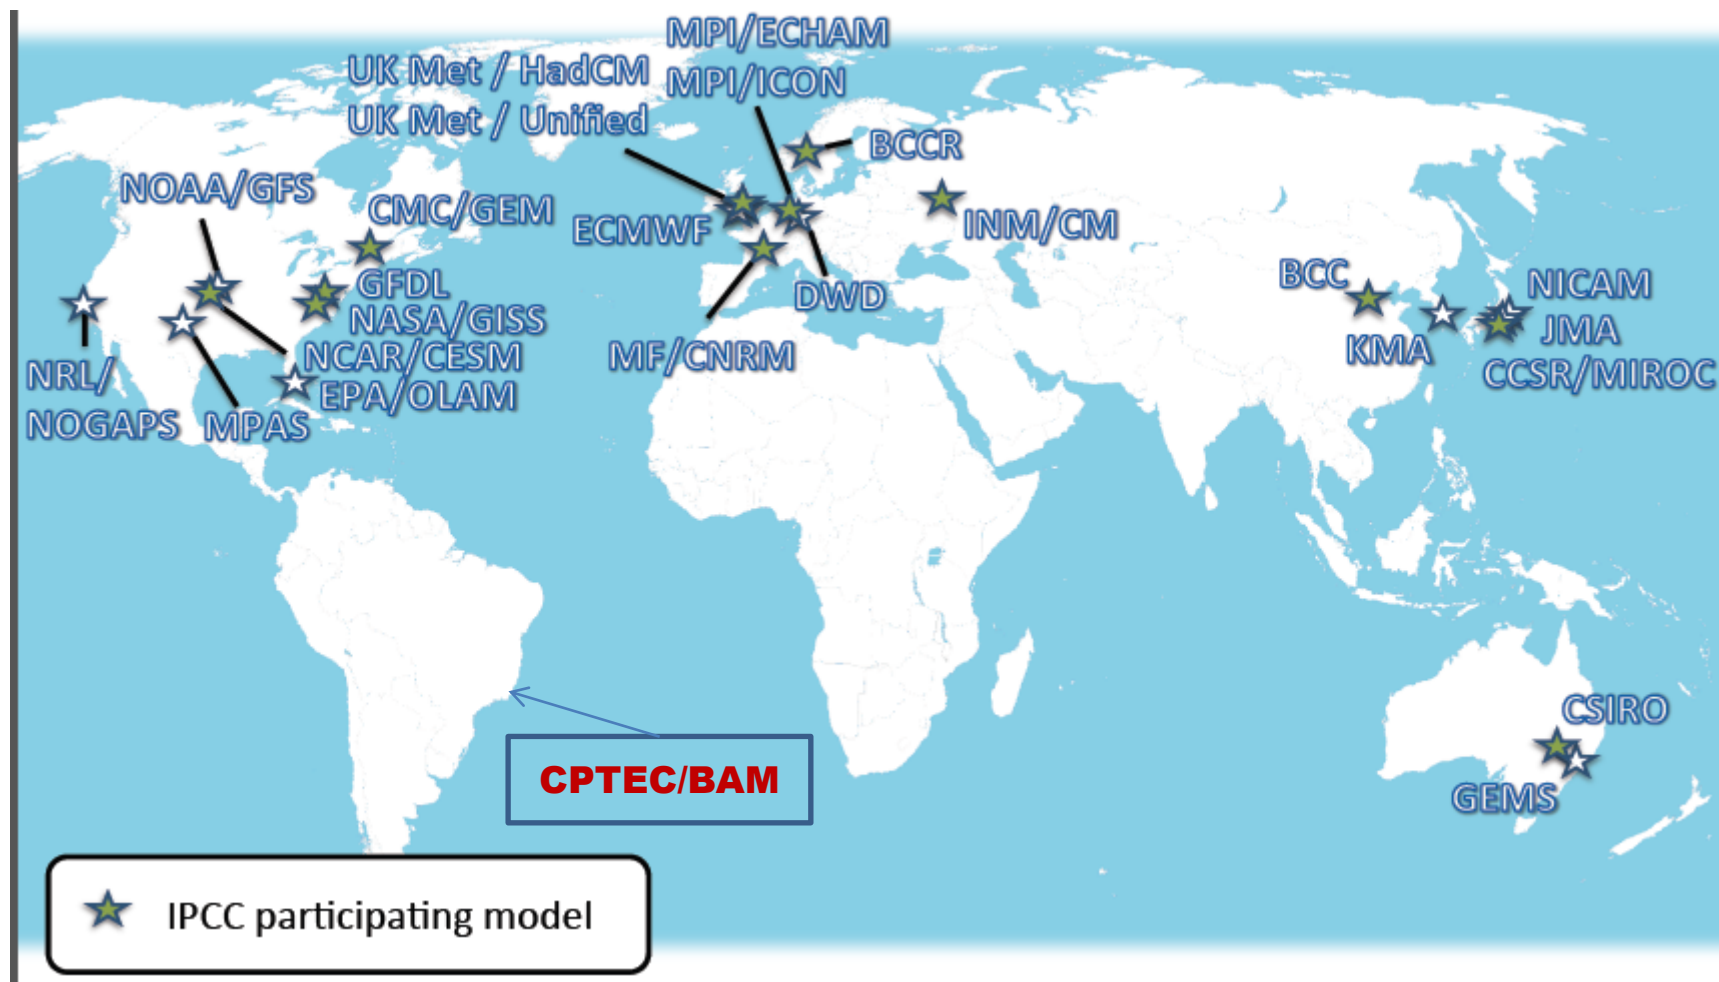 MPI/ECHAM
MPI/ICON
UK Met / HadCM
UK Met / Unified
BCCR
NOAA/GFS
CMC/GEM
ECMWF
INM/CM
GFDL
NASA/GISS
NCAR/CESM
EPA/OLAM
NRL/
NOGAPS
MPAS
DWD
MF/CNRM
BCC
KMA
NICAM
JMA
CCSR/MIROC
CSIRO
GEMS
CPTEC/BAM
IPCC participating model